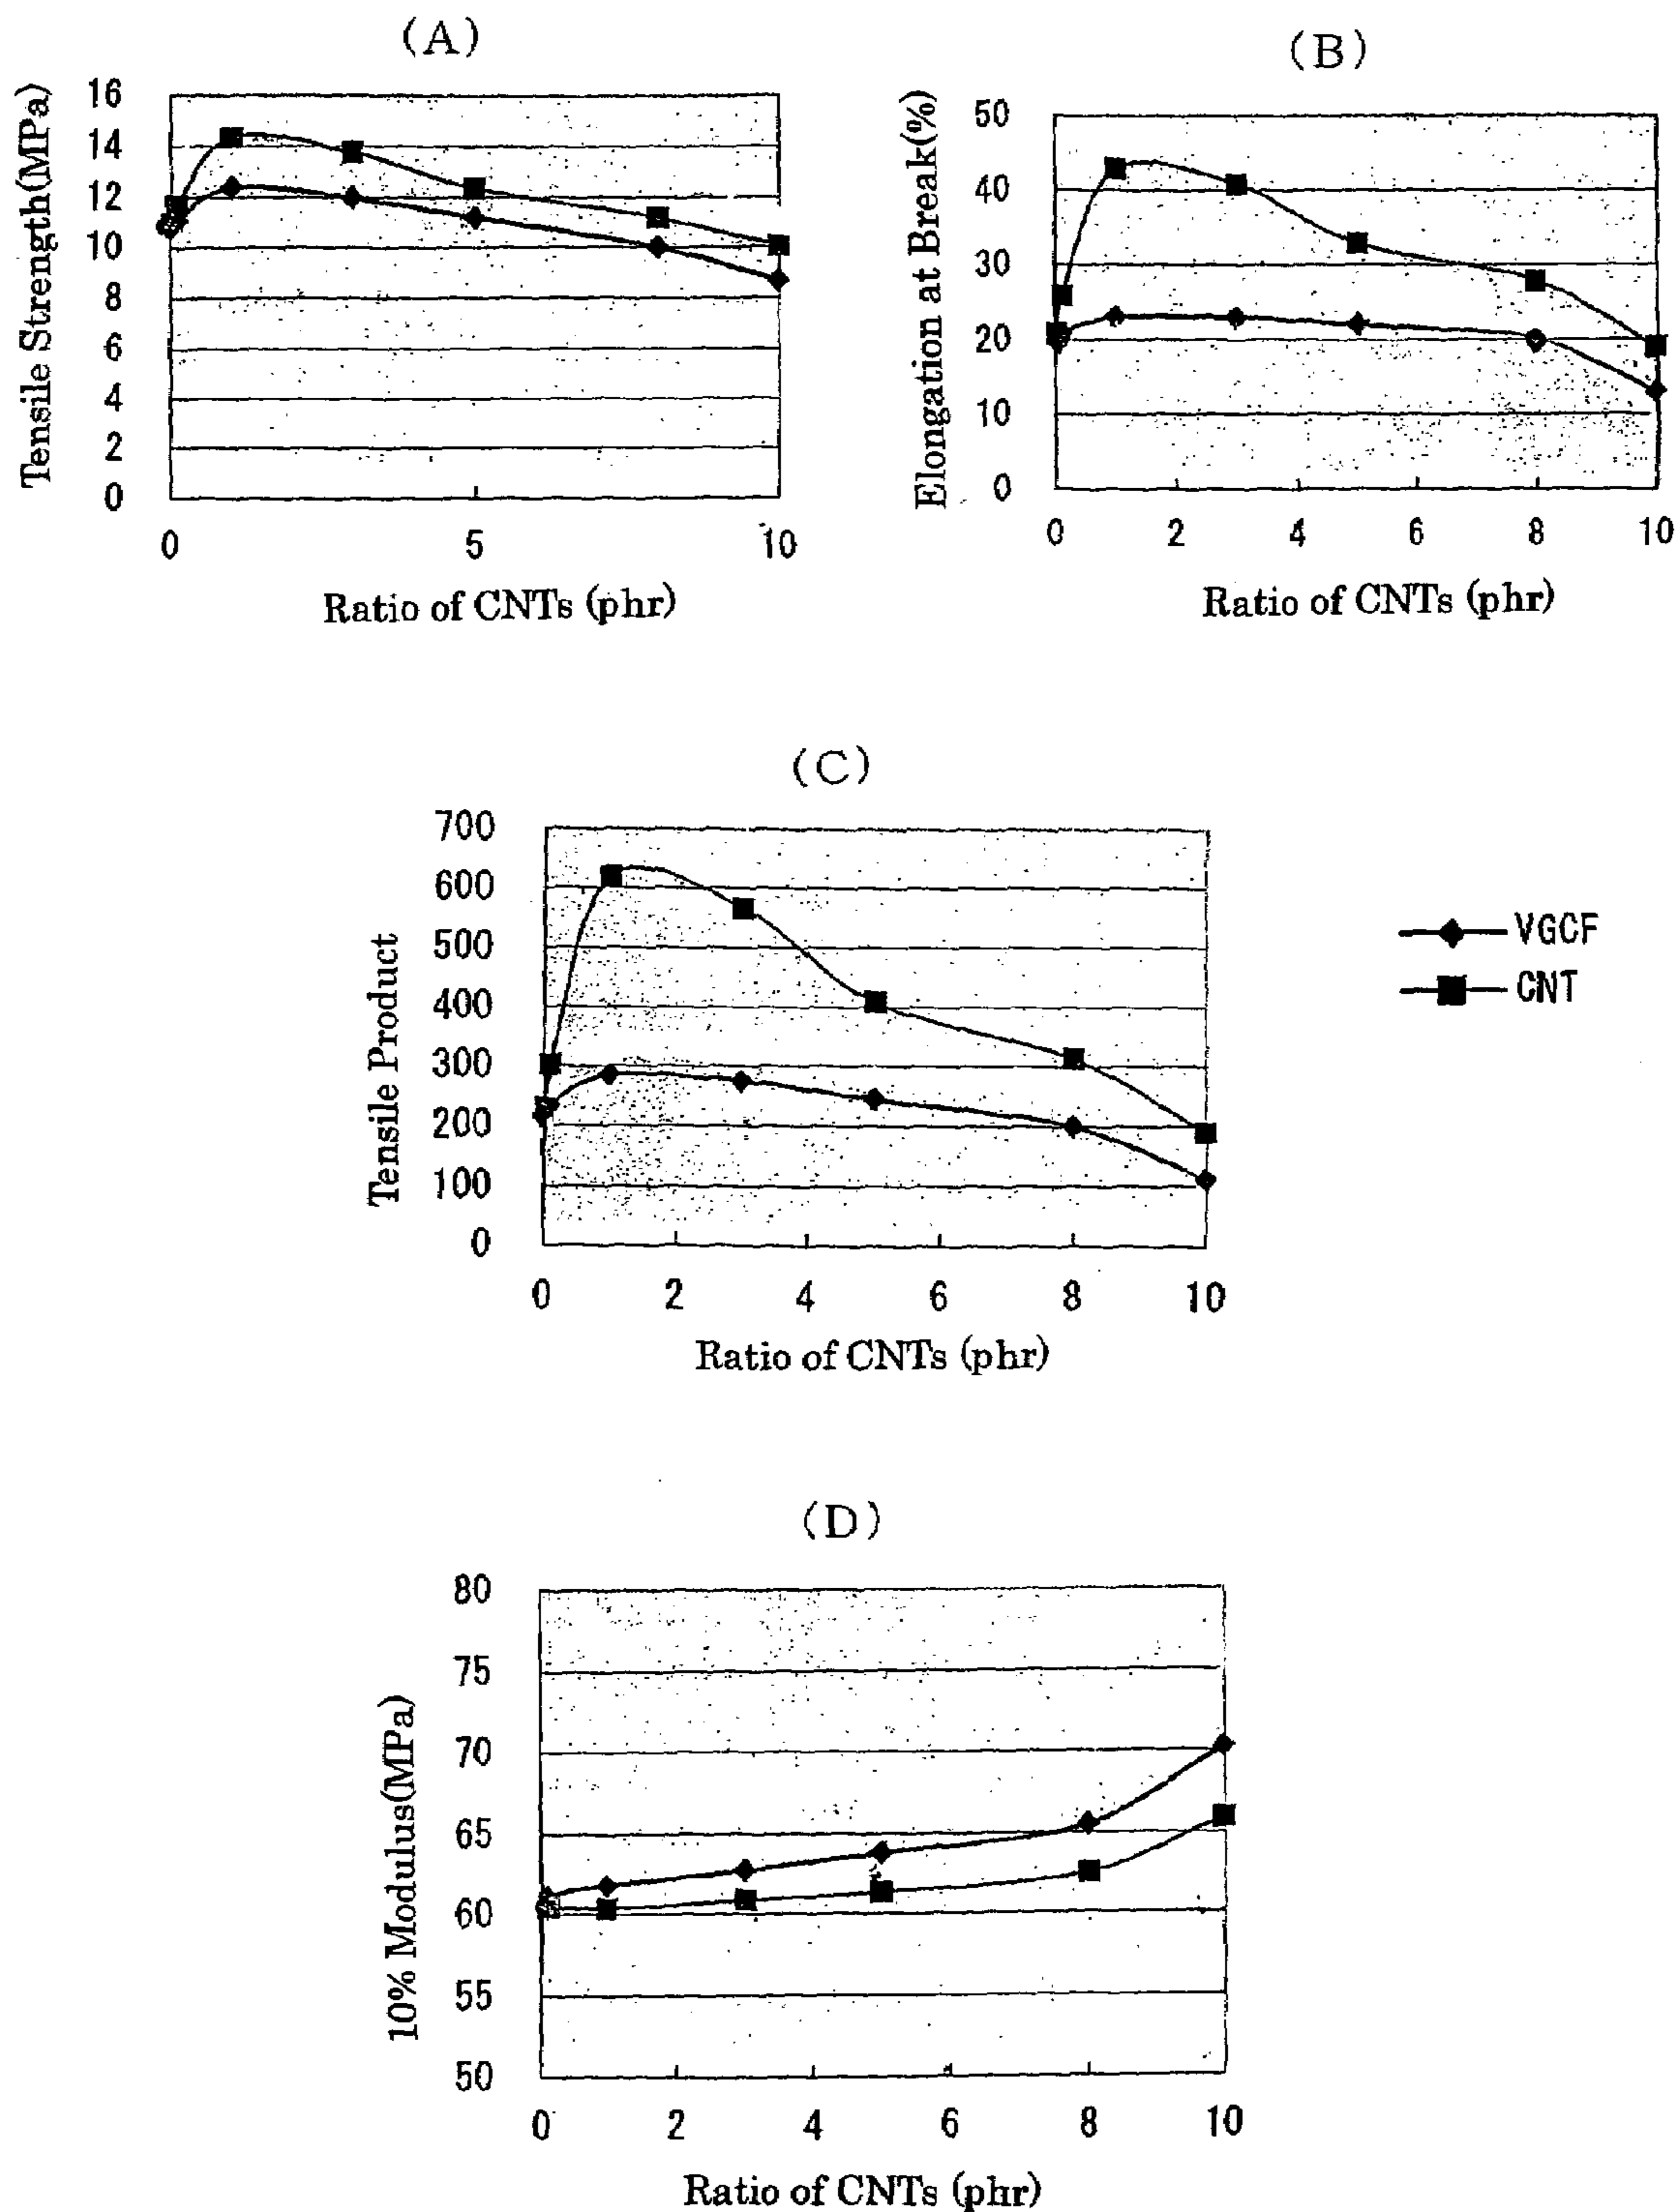 (A)
Tensile Strength(MPa)
16
14
12
10
8
6
4
2
0
0 5 10
Ratio of CNTs (phr)
(B)
Elongation at Break(%)
50
40
30
20
10
0
0 2 4 6 8 10
Ratio of CNTs (phr)
(C)
Tensile Product
700
600
500
400
300
200
100
0
0 2 4 6 8 10
Ratio of CNTs (phr)
VGCF
CNT
(D)
10% Modulus(MPa)
80
75
70
65
60
55
50
0 2 4 6 8 10
Ratio of CNTs (phr)